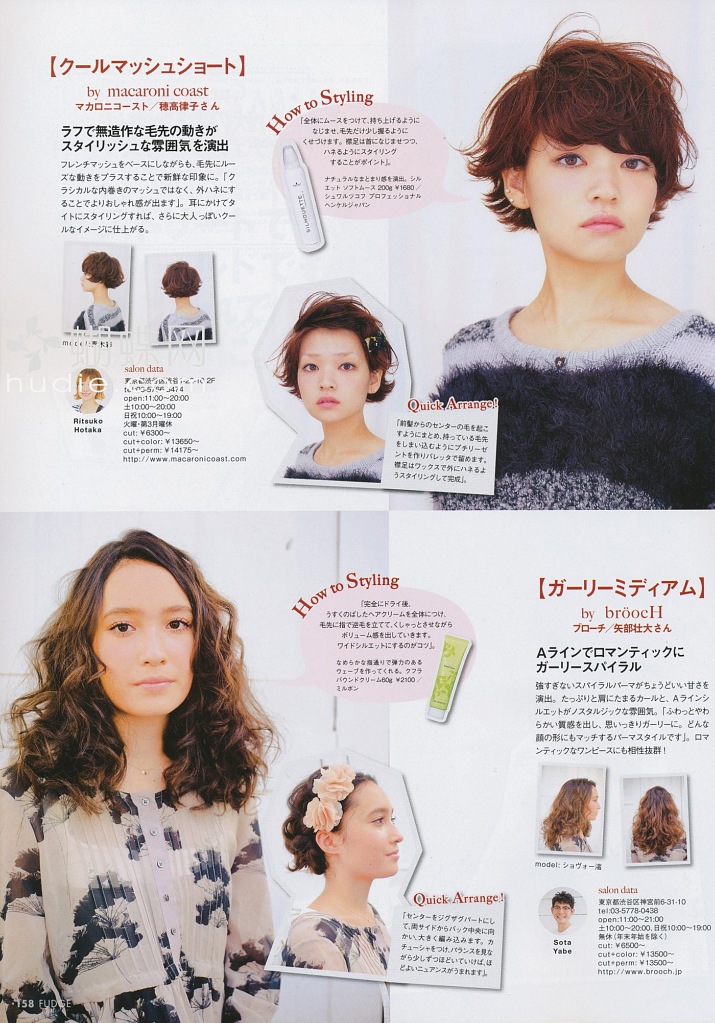 【クールマッシュショート】
by macaroni coast
マカロニコースト／穂高律子さん
ラフで無造作な毛先の動きが
スタイリッシュな雰囲気を演出
フレンチマッシュをベースにしながらも、毛先にルー
ズな動きをプラスすることで新鮮な印象に。「ク
ラシカルな内巻きのマッシュではなく、外ハネにす
ることでよりおしゃれ感が出ます」。耳にかけてタ
イトにスタイリングすれば、さらに大人っぽいクー
ルなイメージに仕上がる。
model:
salon data
東京都渋谷区渋谷
open:11:00〜20:00
土10:00〜20:00
日祝10:00〜19:00
火曜・第3月曜休
cut: ¥6300〜
cut+color: ¥13650〜
cut+perm: ¥14175〜
http://www.macaronicoast.com
Ritsuko
Hotaka
hudie
How to Styling
「全体にムースをつけて、持ち上げるように
なじませ、毛先だけ少し握るように
くせづけます。襟足は首になじませつつ、
ハネるようにスタイリング
することがポイント」。
ナチュラルなまとまり感を演出。シル
エット ソフトムース 200g ¥1680／
シュワルツコフ プロフェッショナル
ヘンケルジャパン
SILHOUETTE
Quick Arrange!
「前髪からのセンターの毛を起こ
すようにまとめ、持っている毛先
をしまい込むようにプチリーゼ
ントを作りバレッタで留めます。
襟足はワックスで外にハネるよ
うスタイリングして完成」。
How to Styling
「完全にドライ後、
うすくのばしたヘアクリームを全体につけ、
毛先に指で逆毛を立てて、くしゃっとさせながら
ボリューム感を出していきます。
ワイドシルエットにするのがコツ」。
なめらかな指通りで弾力のある
ウェーブを作ってくれる。クフラ
バウンドクリーム60g ¥2100／
ミルボン
【ガーリーミディアム】
by bröocH
ブローチ／矢部壮大さん
Aラインでロマンティックに
ガーリースパイラル
強すぎないスパイラルパーマがちょうどいい甘さを
演出。たっぷりと肩にたまるカールと、Aラインシ
ルエットがノスタルジックな雰囲気。「ふわっとやわ
らかい質感を出し、思いっきりガーリーに。どんな
顔の形にもマッチするパーマスタイルです」。ロマ
ンティックなワンピースにも相性抜群！
model: ショヴォー渚
salon data
東京都渋谷区神宮前6-31-10
tel:03-5778-0438
open:11:00〜21:00
土10:00〜20:00、日祝10:00〜19:00
無休（年末年始を除く）
cut: ¥6500〜
cut+color: ¥13500〜
cut+perm: ¥13500〜
http://www.brooch.jp
Sota
Yabe
Quick Arrange!
「センターをジグザグパートにし
て、両サイドからバック中央に向
かい、大きく編み込みます。カ
チューシャをつけ、バランスを見な
がら少しずつほどいていけば、ほ
どよいニュアンスがうまれます」。
158 FUDGE